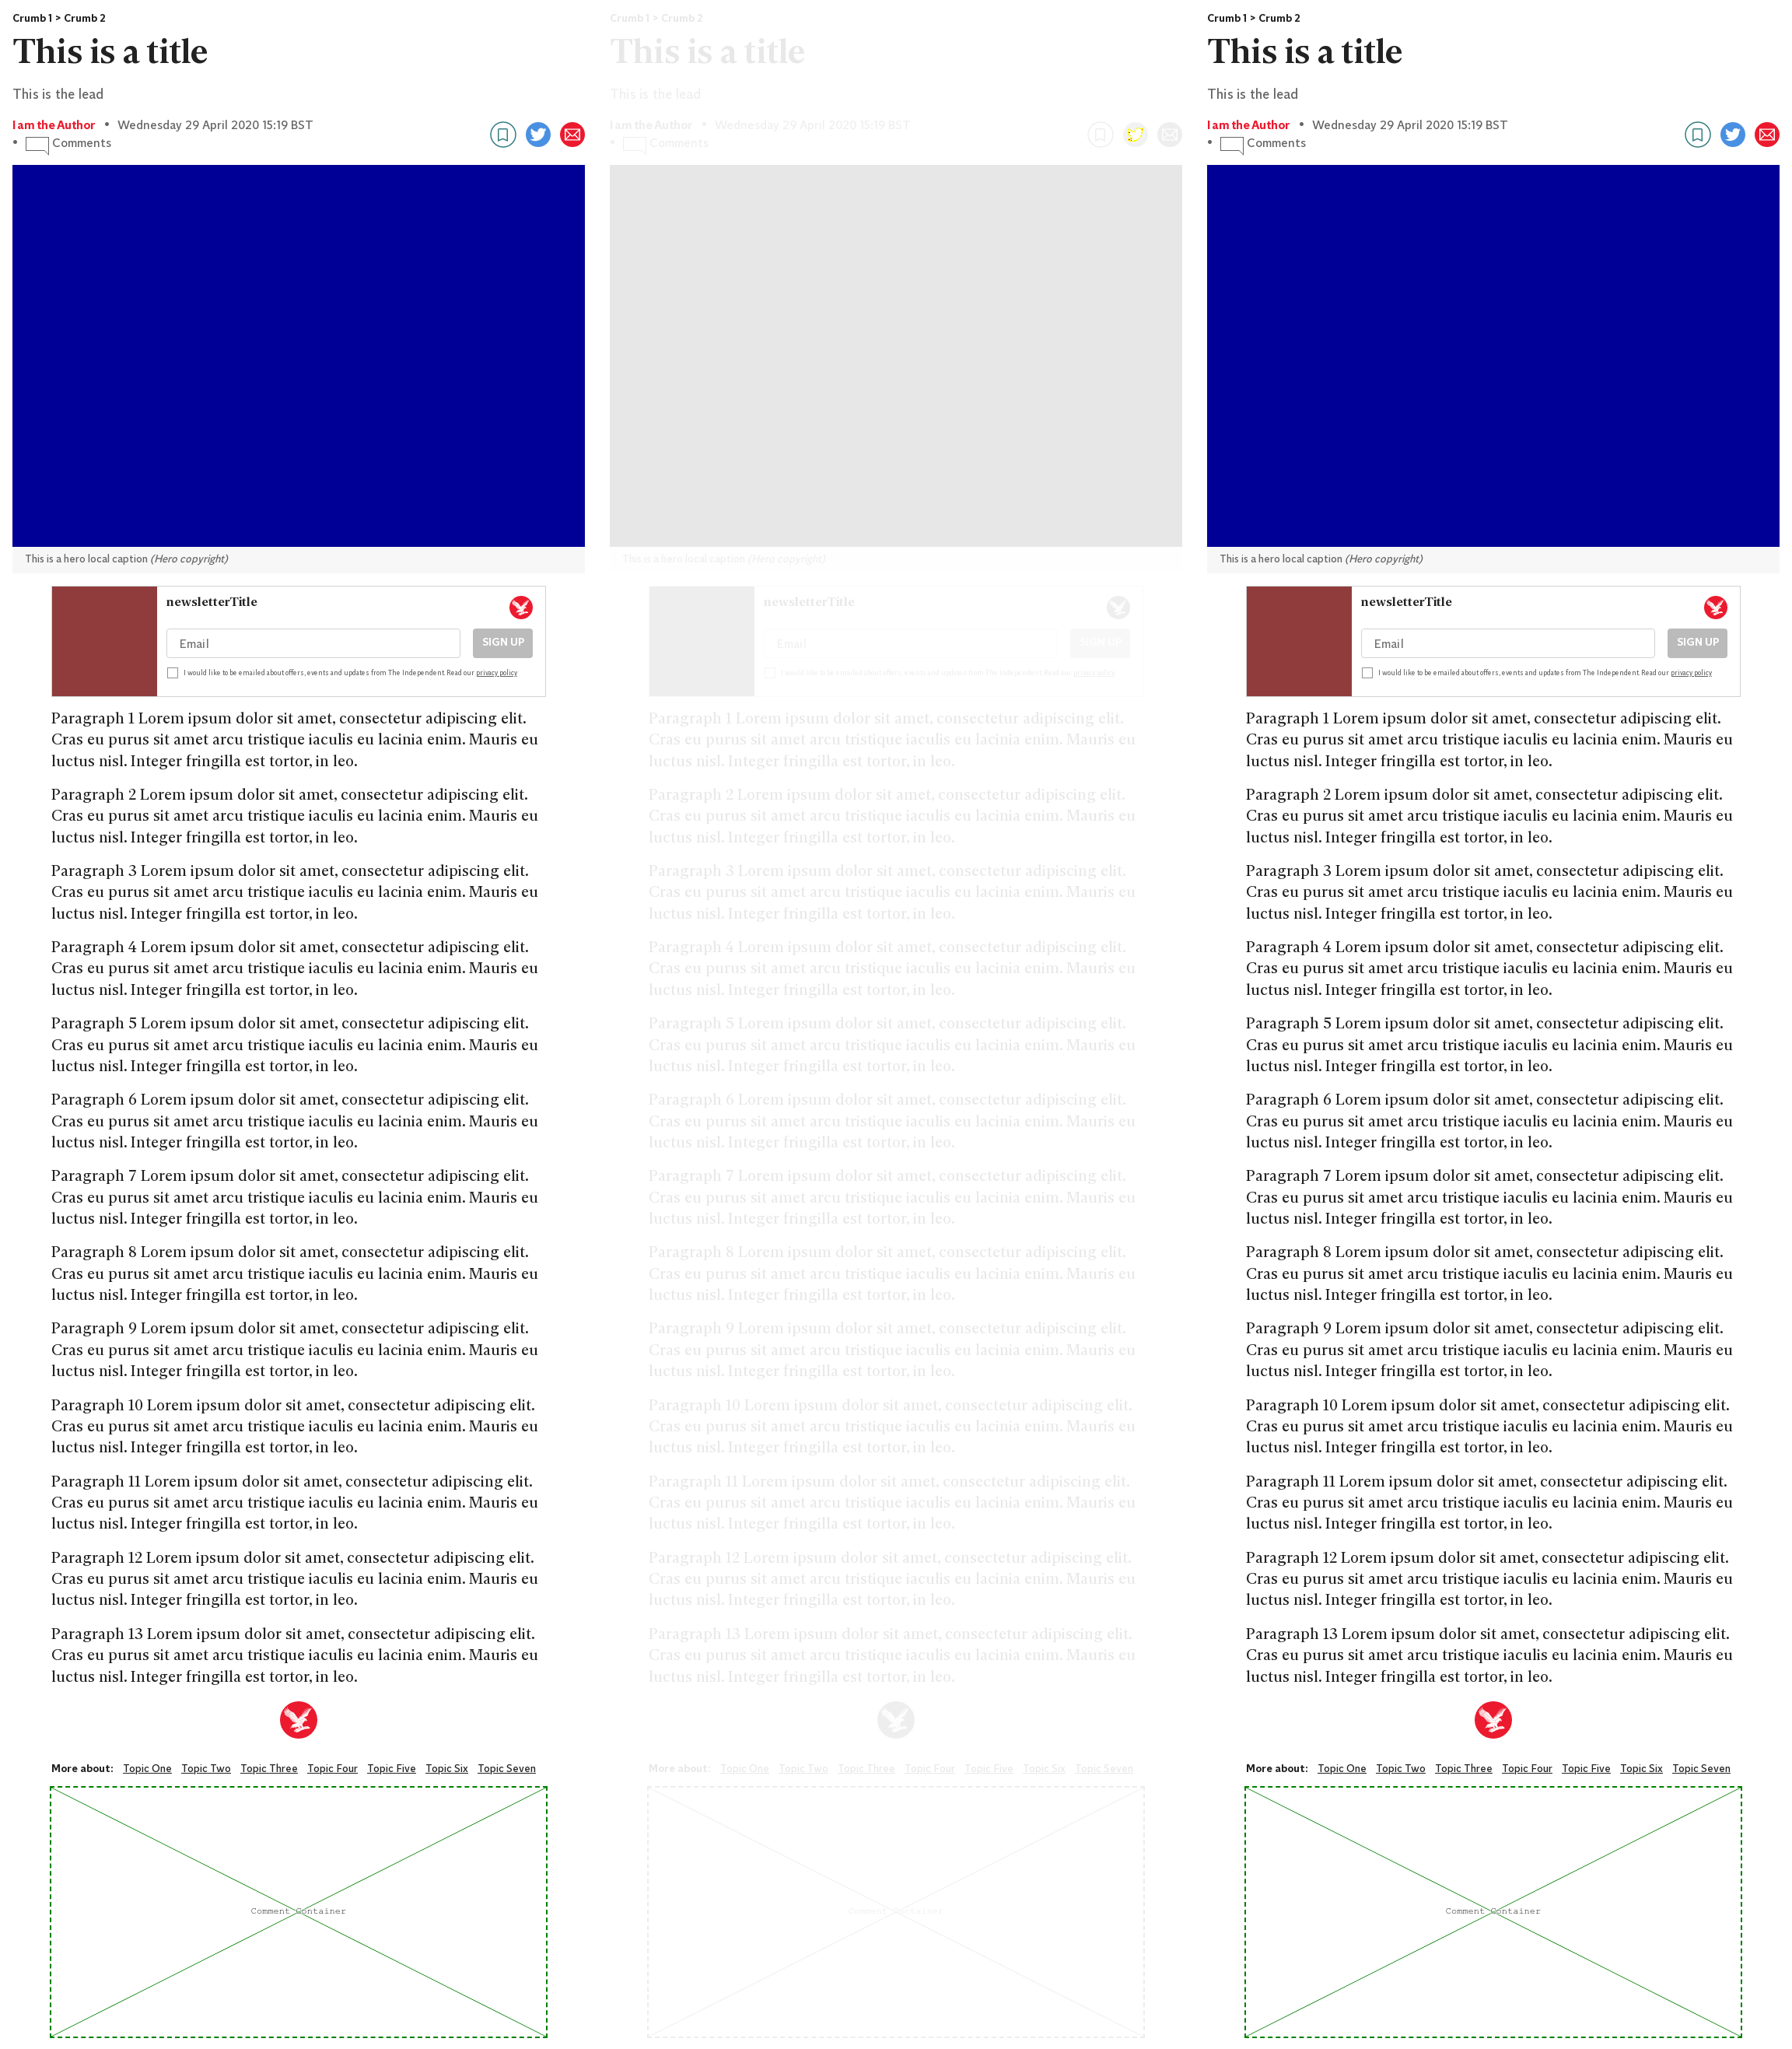 Crumb 1 > Crumb 2
This is a title
This is the lead
I am the Author • Wednesday 29 April 2020 15:19 BST
• Comments
This is a hero local caption (Hero copyright)
newsletterTitle
Email
SIGN UP
I would like to be emailed about offers, events and updates from The Independent. Read our privacy policy
Paragraph 1 Lorem ipsum dolor sit amet, consectetur adipiscing elit.
Cras eu purus sit amet arcu tristique iaculis eu lacinia enim. Mauris eu
luctus nisl. Integer fringilla est tortor, in leo.
Paragraph 2 Lorem ipsum dolor sit amet, consectetur adipiscing elit.
Cras eu purus sit amet arcu tristique iaculis eu lacinia enim. Mauris eu
luctus nisl. Integer fringilla est tortor, in leo.
Paragraph 3 Lorem ipsum dolor sit amet, consectetur adipiscing elit.
Cras eu purus sit amet arcu tristique iaculis eu lacinia enim. Mauris eu
luctus nisl. Integer fringilla est tortor, in leo.
Paragraph 4 Lorem ipsum dolor sit amet, consectetur adipiscing elit.
Cras eu purus sit amet arcu tristique iaculis eu lacinia enim. Mauris eu
luctus nisl. Integer fringilla est tortor, in leo.
Paragraph 5 Lorem ipsum dolor sit amet, consectetur adipiscing elit.
Cras eu purus sit amet arcu tristique iaculis eu lacinia enim. Mauris eu
luctus nisl. Integer fringilla est tortor, in leo.
Paragraph 6 Lorem ipsum dolor sit amet, consectetur adipiscing elit.
Cras eu purus sit amet arcu tristique iaculis eu lacinia enim. Mauris eu
luctus nisl. Integer fringilla est tortor, in leo.
Paragraph 7 Lorem ipsum dolor sit amet, consectetur adipiscing elit.
Cras eu purus sit amet arcu tristique iaculis eu lacinia enim. Mauris eu
luctus nisl. Integer fringilla est tortor, in leo.
Paragraph 8 Lorem ipsum dolor sit amet, consectetur adipiscing elit.
Cras eu purus sit amet arcu tristique iaculis eu lacinia enim. Mauris eu
luctus nisl. Integer fringilla est tortor, in leo.
Paragraph 9 Lorem ipsum dolor sit amet, consectetur adipiscing elit.
Cras eu purus sit amet arcu tristique iaculis eu lacinia enim. Mauris eu
luctus nisl. Integer fringilla est tortor, in leo.
Paragraph 10 Lorem ipsum dolor sit amet, consectetur adipiscing elit.
Cras eu purus sit amet arcu tristique iaculis eu lacinia enim. Mauris eu
luctus nisl. Integer fringilla est tortor, in leo.
Paragraph 11 Lorem ipsum dolor sit amet, consectetur adipiscing elit.
Cras eu purus sit amet arcu tristique iaculis eu lacinia enim. Mauris eu
luctus nisl. Integer fringilla est tortor, in leo.
Paragraph 12 Lorem ipsum dolor sit amet, consectetur adipiscing elit.
Cras eu purus sit amet arcu tristique iaculis eu lacinia enim. Mauris eu
luctus nisl. Integer fringilla est tortor, in leo.
Paragraph 13 Lorem ipsum dolor sit amet, consectetur adipiscing elit.
Cras eu purus sit amet arcu tristique iaculis eu lacinia enim. Mauris eu
luctus nisl. Integer fringilla est tortor, in leo.
More about: Topic One Topic Two Topic Three Topic Four Topic Five Topic Six Topic Seven
Comment Container
Crumb 1 > Crumb 2
This is a title
This is the lead
I am the Author • Wednesday 29 April 2020 15:19 BST
• Comments
This is a hero local caption (Hero copyright)
newsletterTitle
Email
SIGN UP
I would like to be emailed about offers, events and updates from The Independent. Read our privacy policy
Paragraph 1 Lorem ipsum dolor sit amet, consectetur adipiscing elit.
Cras eu purus sit amet arcu tristique iaculis eu lacinia enim. Mauris eu
luctus nisl. Integer fringilla est tortor, in leo.
Paragraph 2 Lorem ipsum dolor sit amet, consectetur adipiscing elit.
Cras eu purus sit amet arcu tristique iaculis eu lacinia enim. Mauris eu
luctus nisl. Integer fringilla est tortor, in leo.
Paragraph 3 Lorem ipsum dolor sit amet, consectetur adipiscing elit.
Cras eu purus sit amet arcu tristique iaculis eu lacinia enim. Mauris eu
luctus nisl. Integer fringilla est tortor, in leo.
Paragraph 4 Lorem ipsum dolor sit amet, consectetur adipiscing elit.
Cras eu purus sit amet arcu tristique iaculis eu lacinia enim. Mauris eu
luctus nisl. Integer fringilla est tortor, in leo.
Paragraph 5 Lorem ipsum dolor sit amet, consectetur adipiscing elit.
Cras eu purus sit amet arcu tristique iaculis eu lacinia enim. Mauris eu
luctus nisl. Integer fringilla est tortor, in leo.
Paragraph 6 Lorem ipsum dolor sit amet, consectetur adipiscing elit.
Cras eu purus sit amet arcu tristique iaculis eu lacinia enim. Mauris eu
luctus nisl. Integer fringilla est tortor, in leo.
Paragraph 7 Lorem ipsum dolor sit amet, consectetur adipiscing elit.
Cras eu purus sit amet arcu tristique iaculis eu lacinia enim. Mauris eu
luctus nisl. Integer fringilla est tortor, in leo.
Paragraph 8 Lorem ipsum dolor sit amet, consectetur adipiscing elit.
Cras eu purus sit amet arcu tristique iaculis eu lacinia enim. Mauris eu
luctus nisl. Integer fringilla est tortor, in leo.
Paragraph 9 Lorem ipsum dolor sit amet, consectetur adipiscing elit.
Cras eu purus sit amet arcu tristique iaculis eu lacinia enim. Mauris eu
luctus nisl. Integer fringilla est tortor, in leo.
Paragraph 10 Lorem ipsum dolor sit amet, consectetur adipiscing elit.
Cras eu purus sit amet arcu tristique iaculis eu lacinia enim. Mauris eu
luctus nisl. Integer fringilla est tortor, in leo.
Paragraph 11 Lorem ipsum dolor sit amet, consectetur adipiscing elit.
Cras eu purus sit amet arcu tristique iaculis eu lacinia enim. Mauris eu
luctus nisl. Integer fringilla est tortor, in leo.
Paragraph 12 Lorem ipsum dolor sit amet, consectetur adipiscing elit.
Cras eu purus sit amet arcu tristique iaculis eu lacinia enim. Mauris eu
luctus nisl. Integer fringilla est tortor, in leo.
Paragraph 13 Lorem ipsum dolor sit amet, consectetur adipiscing elit.
Cras eu purus sit amet arcu tristique iaculis eu lacinia enim. Mauris eu
luctus nisl. Integer fringilla est tortor, in leo.
More about: Topic One Topic Two Topic Three Topic Four Topic Five Topic Six Topic Seven
Comment Container
Crumb 1 > Crumb 2
This is a title
This is the lead
I am the Author • Wednesday 29 April 2020 15:19 BST
• Comments
This is a hero local caption (Hero copyright)
newsletterTitle
Email
SIGN UP
I would like to be emailed about offers, events and updates from The Independent. Read our privacy policy
Paragraph 1 Lorem ipsum dolor sit amet, consectetur adipiscing elit.
Cras eu purus sit amet arcu tristique iaculis eu lacinia enim. Mauris eu
luctus nisl. Integer fringilla est tortor, in leo.
Paragraph 2 Lorem ipsum dolor sit amet, consectetur adipiscing elit.
Cras eu purus sit amet arcu tristique iaculis eu lacinia enim. Mauris eu
luctus nisl. Integer fringilla est tortor, in leo.
Paragraph 3 Lorem ipsum dolor sit amet, consectetur adipiscing elit.
Cras eu purus sit amet arcu tristique iaculis eu lacinia enim. Mauris eu
luctus nisl. Integer fringilla est tortor, in leo.
Paragraph 4 Lorem ipsum dolor sit amet, consectetur adipiscing elit.
Cras eu purus sit amet arcu tristique iaculis eu lacinia enim. Mauris eu
luctus nisl. Integer fringilla est tortor, in leo.
Paragraph 5 Lorem ipsum dolor sit amet, consectetur adipiscing elit.
Cras eu purus sit amet arcu tristique iaculis eu lacinia enim. Mauris eu
luctus nisl. Integer fringilla est tortor, in leo.
Paragraph 6 Lorem ipsum dolor sit amet, consectetur adipiscing elit.
Cras eu purus sit amet arcu tristique iaculis eu lacinia enim. Mauris eu
luctus nisl. Integer fringilla est tortor, in leo.
Paragraph 7 Lorem ipsum dolor sit amet, consectetur adipiscing elit.
Cras eu purus sit amet arcu tristique iaculis eu lacinia enim. Mauris eu
luctus nisl. Integer fringilla est tortor, in leo.
Paragraph 8 Lorem ipsum dolor sit amet, consectetur adipiscing elit.
Cras eu purus sit amet arcu tristique iaculis eu lacinia enim. Mauris eu
luctus nisl. Integer fringilla est tortor, in leo.
Paragraph 9 Lorem ipsum dolor sit amet, consectetur adipiscing elit.
Cras eu purus sit amet arcu tristique iaculis eu lacinia enim. Mauris eu
luctus nisl. Integer fringilla est tortor, in leo.
Paragraph 10 Lorem ipsum dolor sit amet, consectetur adipiscing elit.
Cras eu purus sit amet arcu tristique iaculis eu lacinia enim. Mauris eu
luctus nisl. Integer fringilla est tortor, in leo.
Paragraph 11 Lorem ipsum dolor sit amet, consectetur adipiscing elit.
Cras eu purus sit amet arcu tristique iaculis eu lacinia enim. Mauris eu
luctus nisl. Integer fringilla est tortor, in leo.
Paragraph 12 Lorem ipsum dolor sit amet, consectetur adipiscing elit.
Cras eu purus sit amet arcu tristique iaculis eu lacinia enim. Mauris eu
luctus nisl. Integer fringilla est tortor, in leo.
Paragraph 13 Lorem ipsum dolor sit amet, consectetur adipiscing elit.
Cras eu purus sit amet arcu tristique iaculis eu lacinia enim. Mauris eu
luctus nisl. Integer fringilla est tortor, in leo.
More about: Topic One Topic Two Topic Three Topic Four Topic Five Topic Six Topic Seven
Comment Container